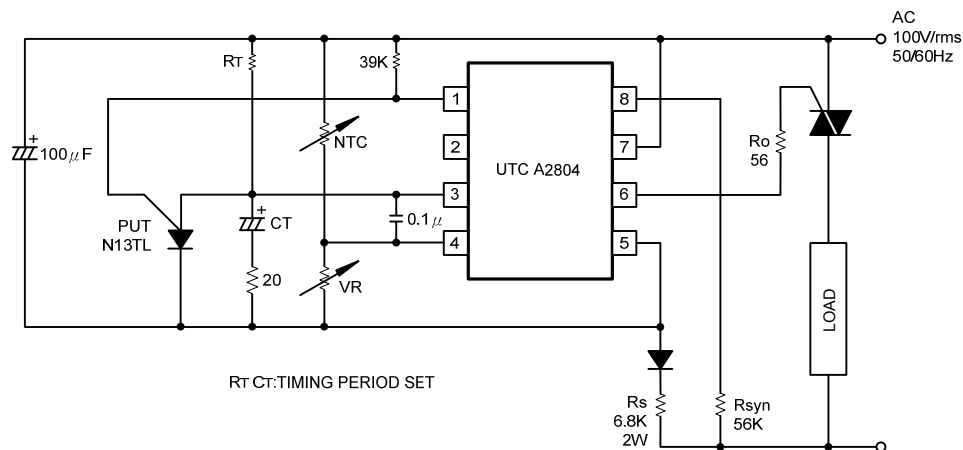 AC
100V/rms
50/60Hz
RT
39K
1
8
100μF
NTC
2
7
UTC A2804
Ro
56
3
6
PUT
N13TL
CT
0.1μ
4
5
20
VR
LOAD
RT CT:TIMING PERIOD SET
Rs
6.8K
2W
Rsyn
56K